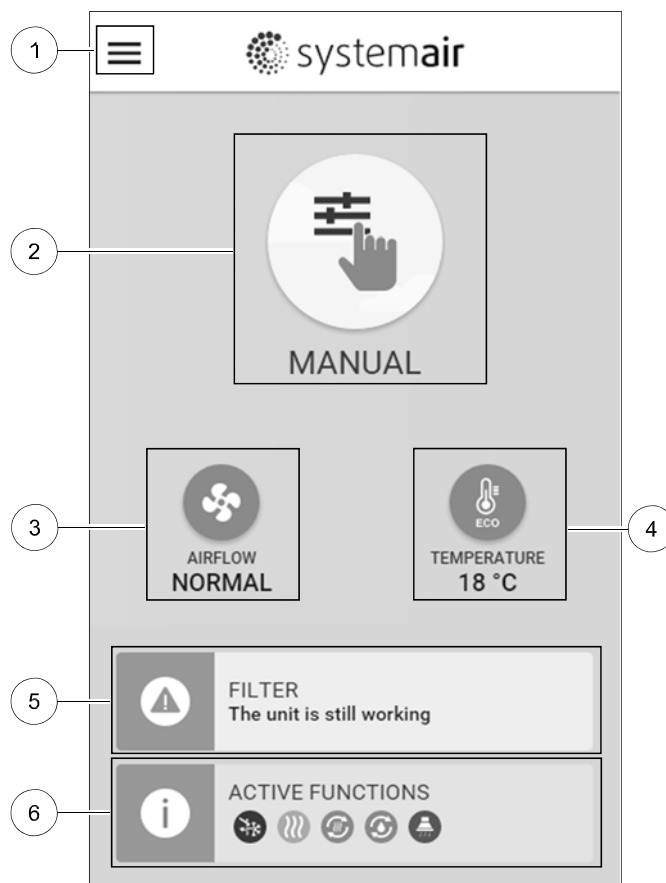 1
systemair
2
MANUAL
3
AIRFLOW
NORMAL
ECO
TEMPERATURE
18 °C
4
5
FILTER
The unit is still working
6
i
ACTIVE FUNCTIONS